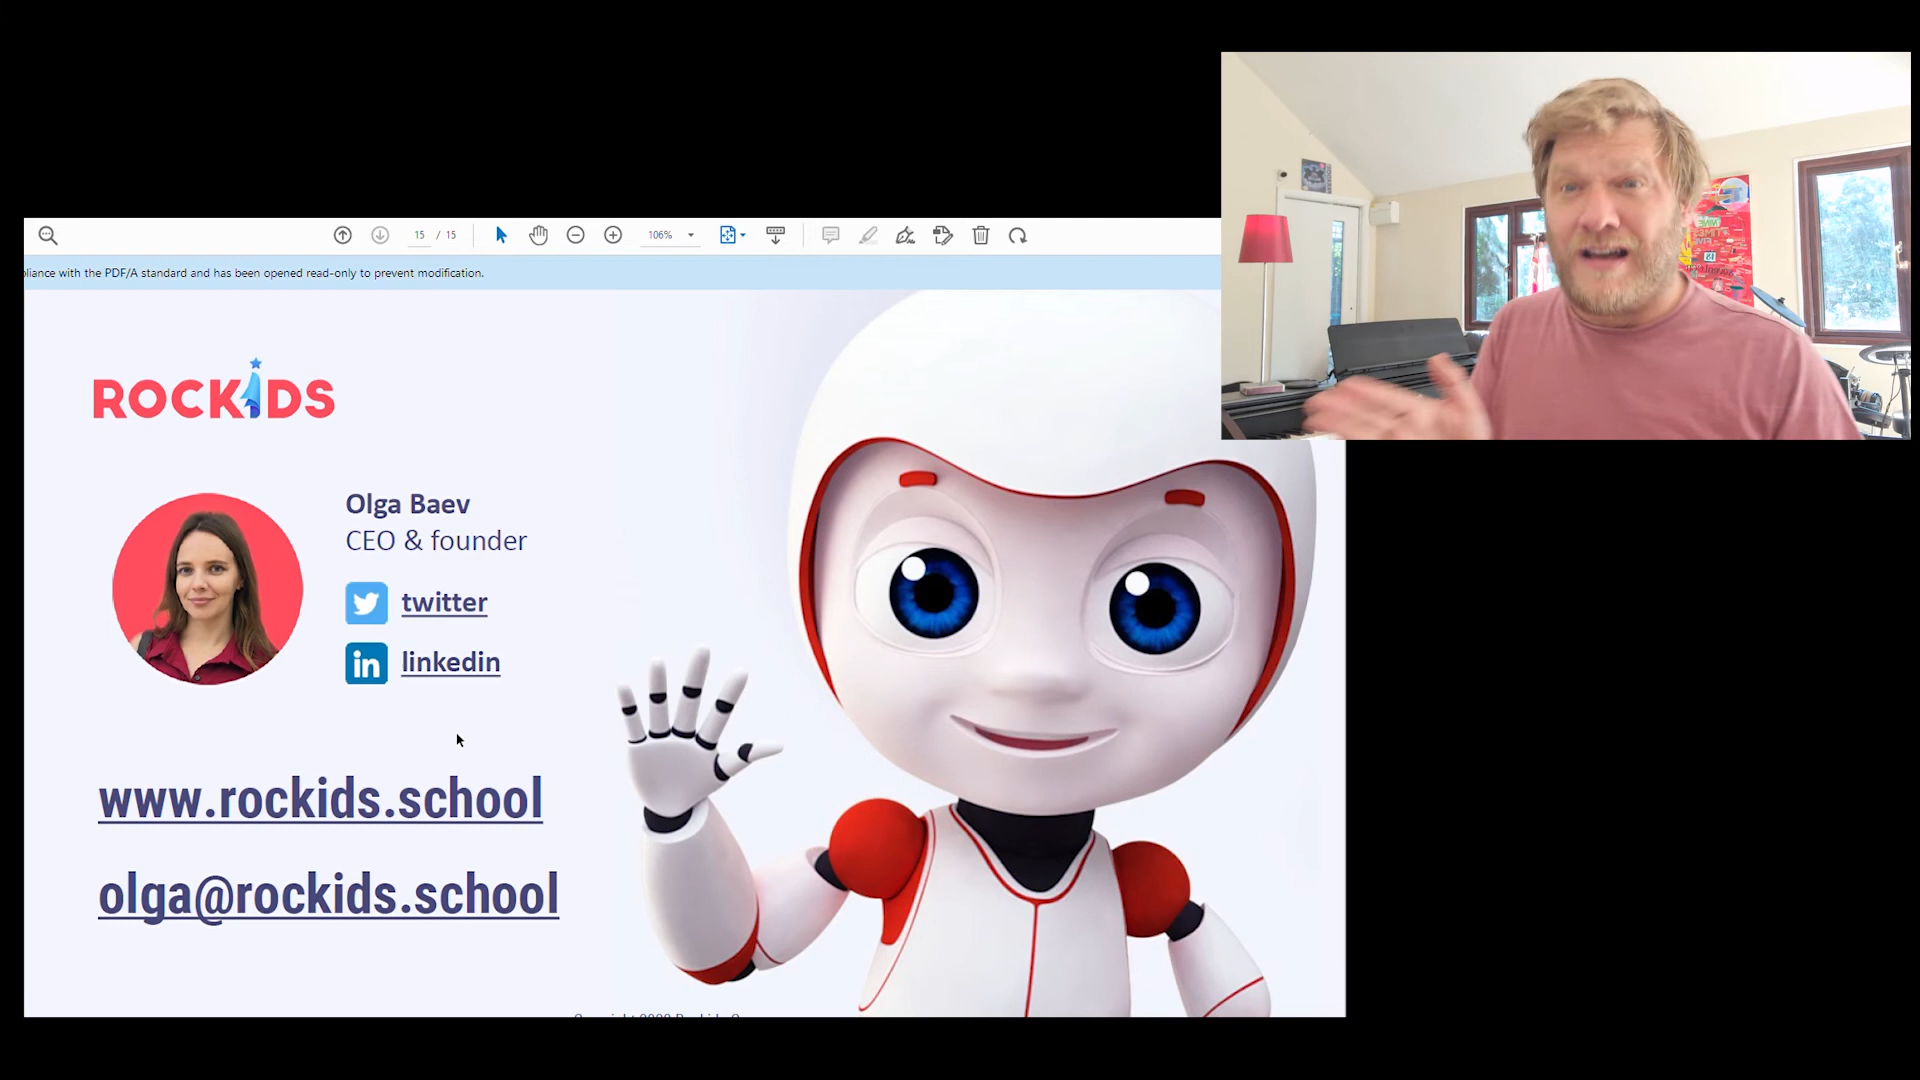 15 / 15
106%
liance with the PDF/A standard and has been opened read-only to prevent modification.
ROCKIDS
Olga Baev
CEO & founder
twitter
in linkedin
www.rockids.school
olga@rockids.school